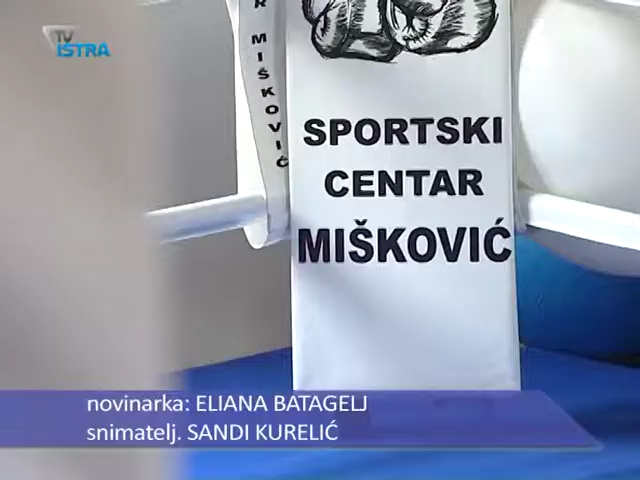 TV
ISTRA
R MIŠKOVIĆ
SPORTSKI
CENTAR
MIŠKOVIĆ
novinarka: ELIANA BATAGELJ
snimatelj. SANDI KURELIĆ